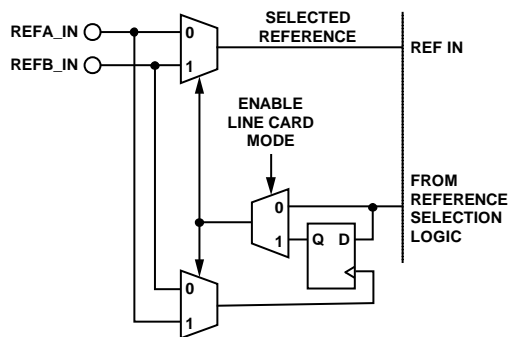 SELECTED
REFERENCE
REFA_IN
0
REF IN
REFB_IN
1
ENABLE
LINE CARD
MODE
FROM
REFERENCE
SELECTION
LOGIC
0
1
Q D
0
1